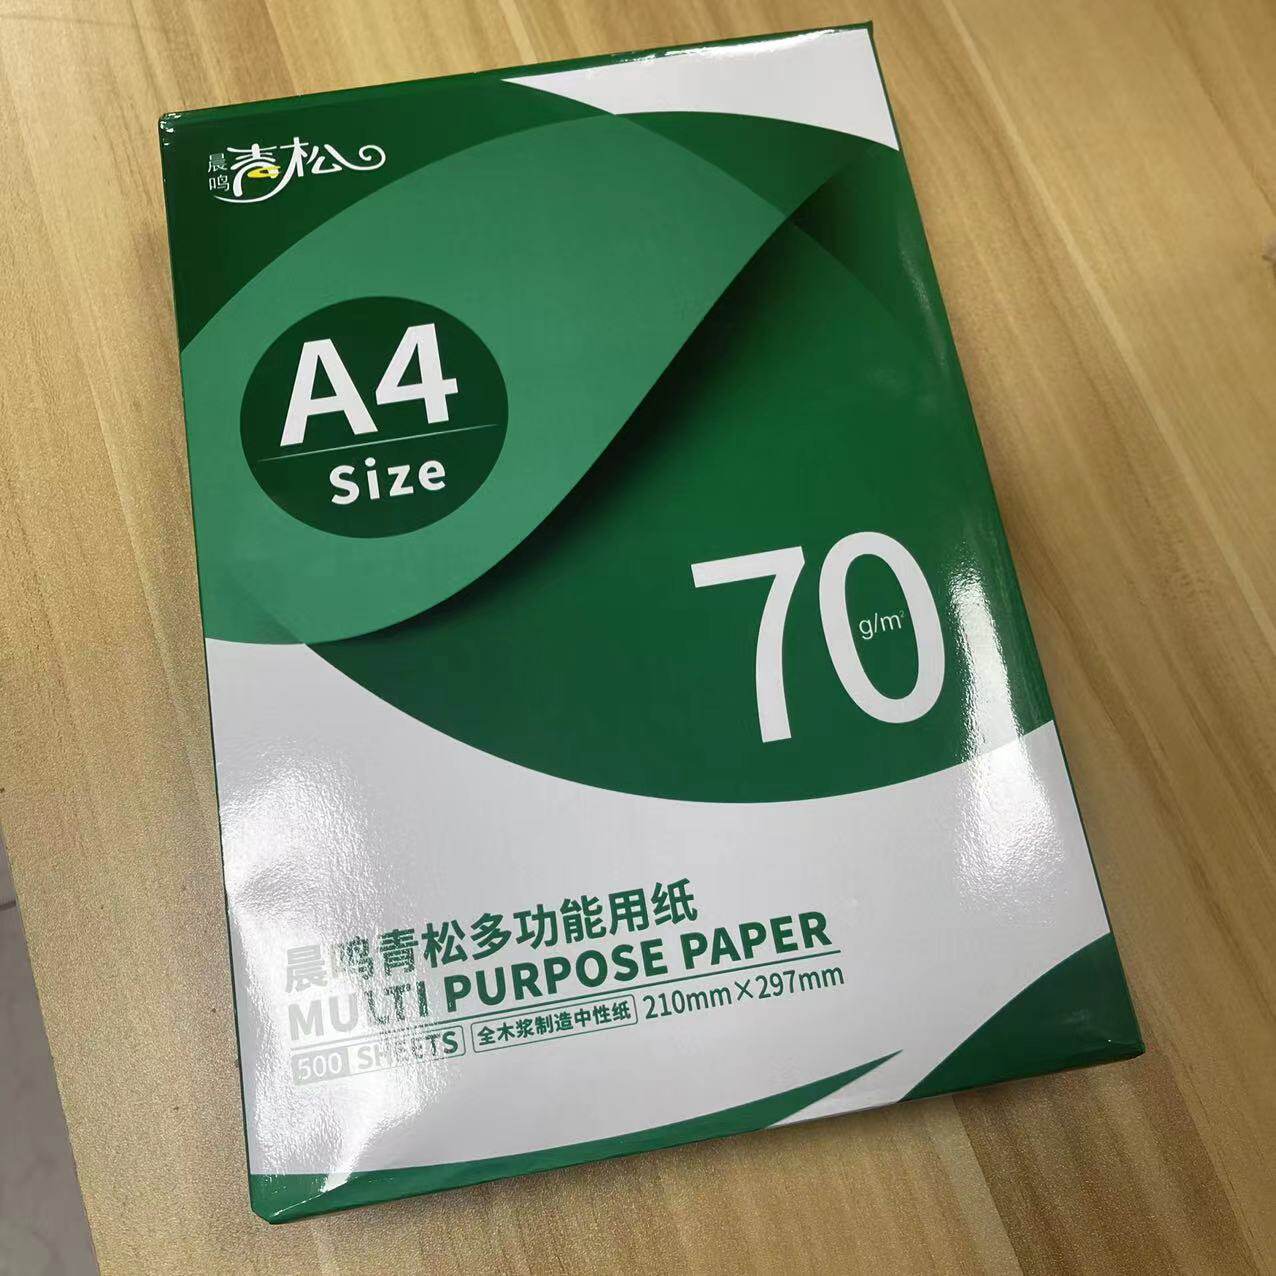 晨鸣青松
A4
Size
70
g/m²
晨鸣青松多功能用纸
MULTI PURPOSE PAPER
500 SHEETS 全木浆制造中性纸 210mm×297mm